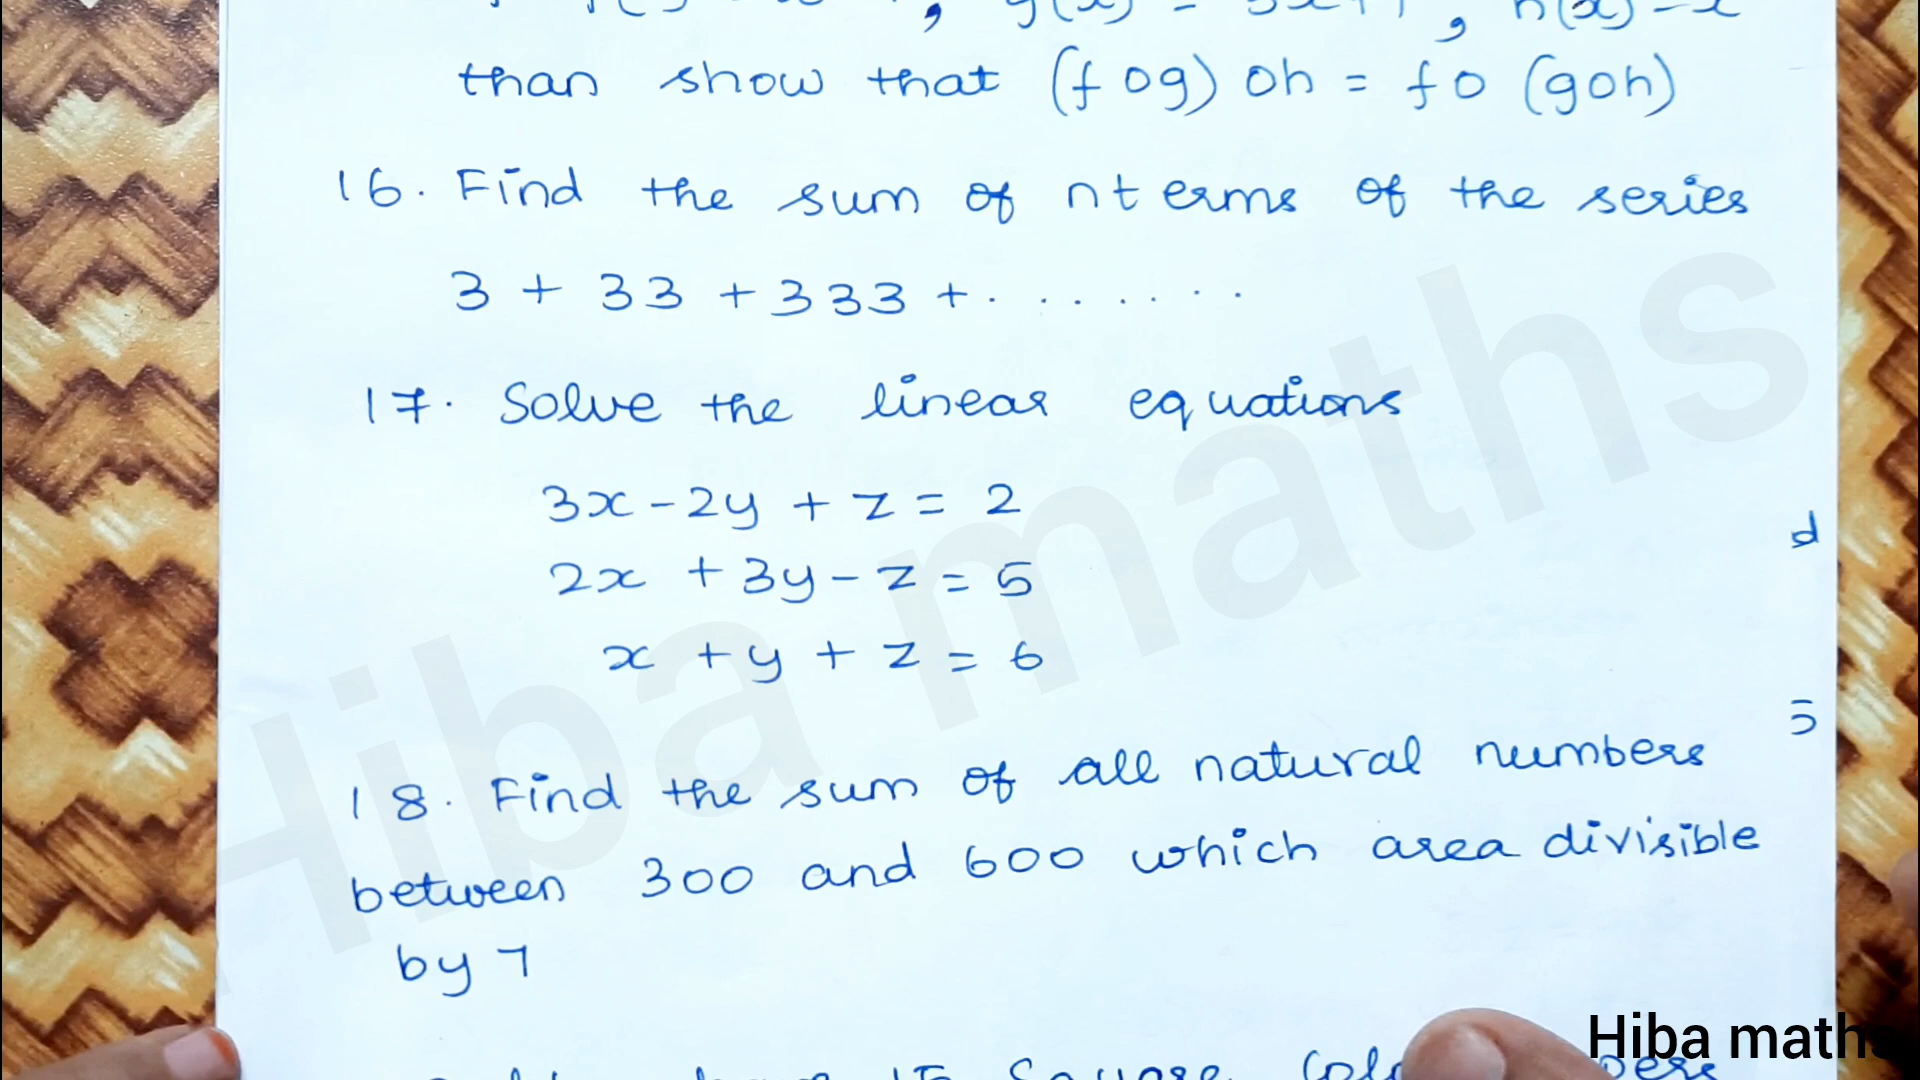 than show that (fog) oh = fo (goh)
16. Find the sum of n terms of the series
3 + 33 + 333 + . . . . . . .
17. Solve the linear equations
3x - 2y + z = 2
2x + 3y - z = 5
x + y + z = 6
18. Find the sum of all natural numbers
between 300 and 600 which area divisible
by 7
Hiba maths
Hiba maths